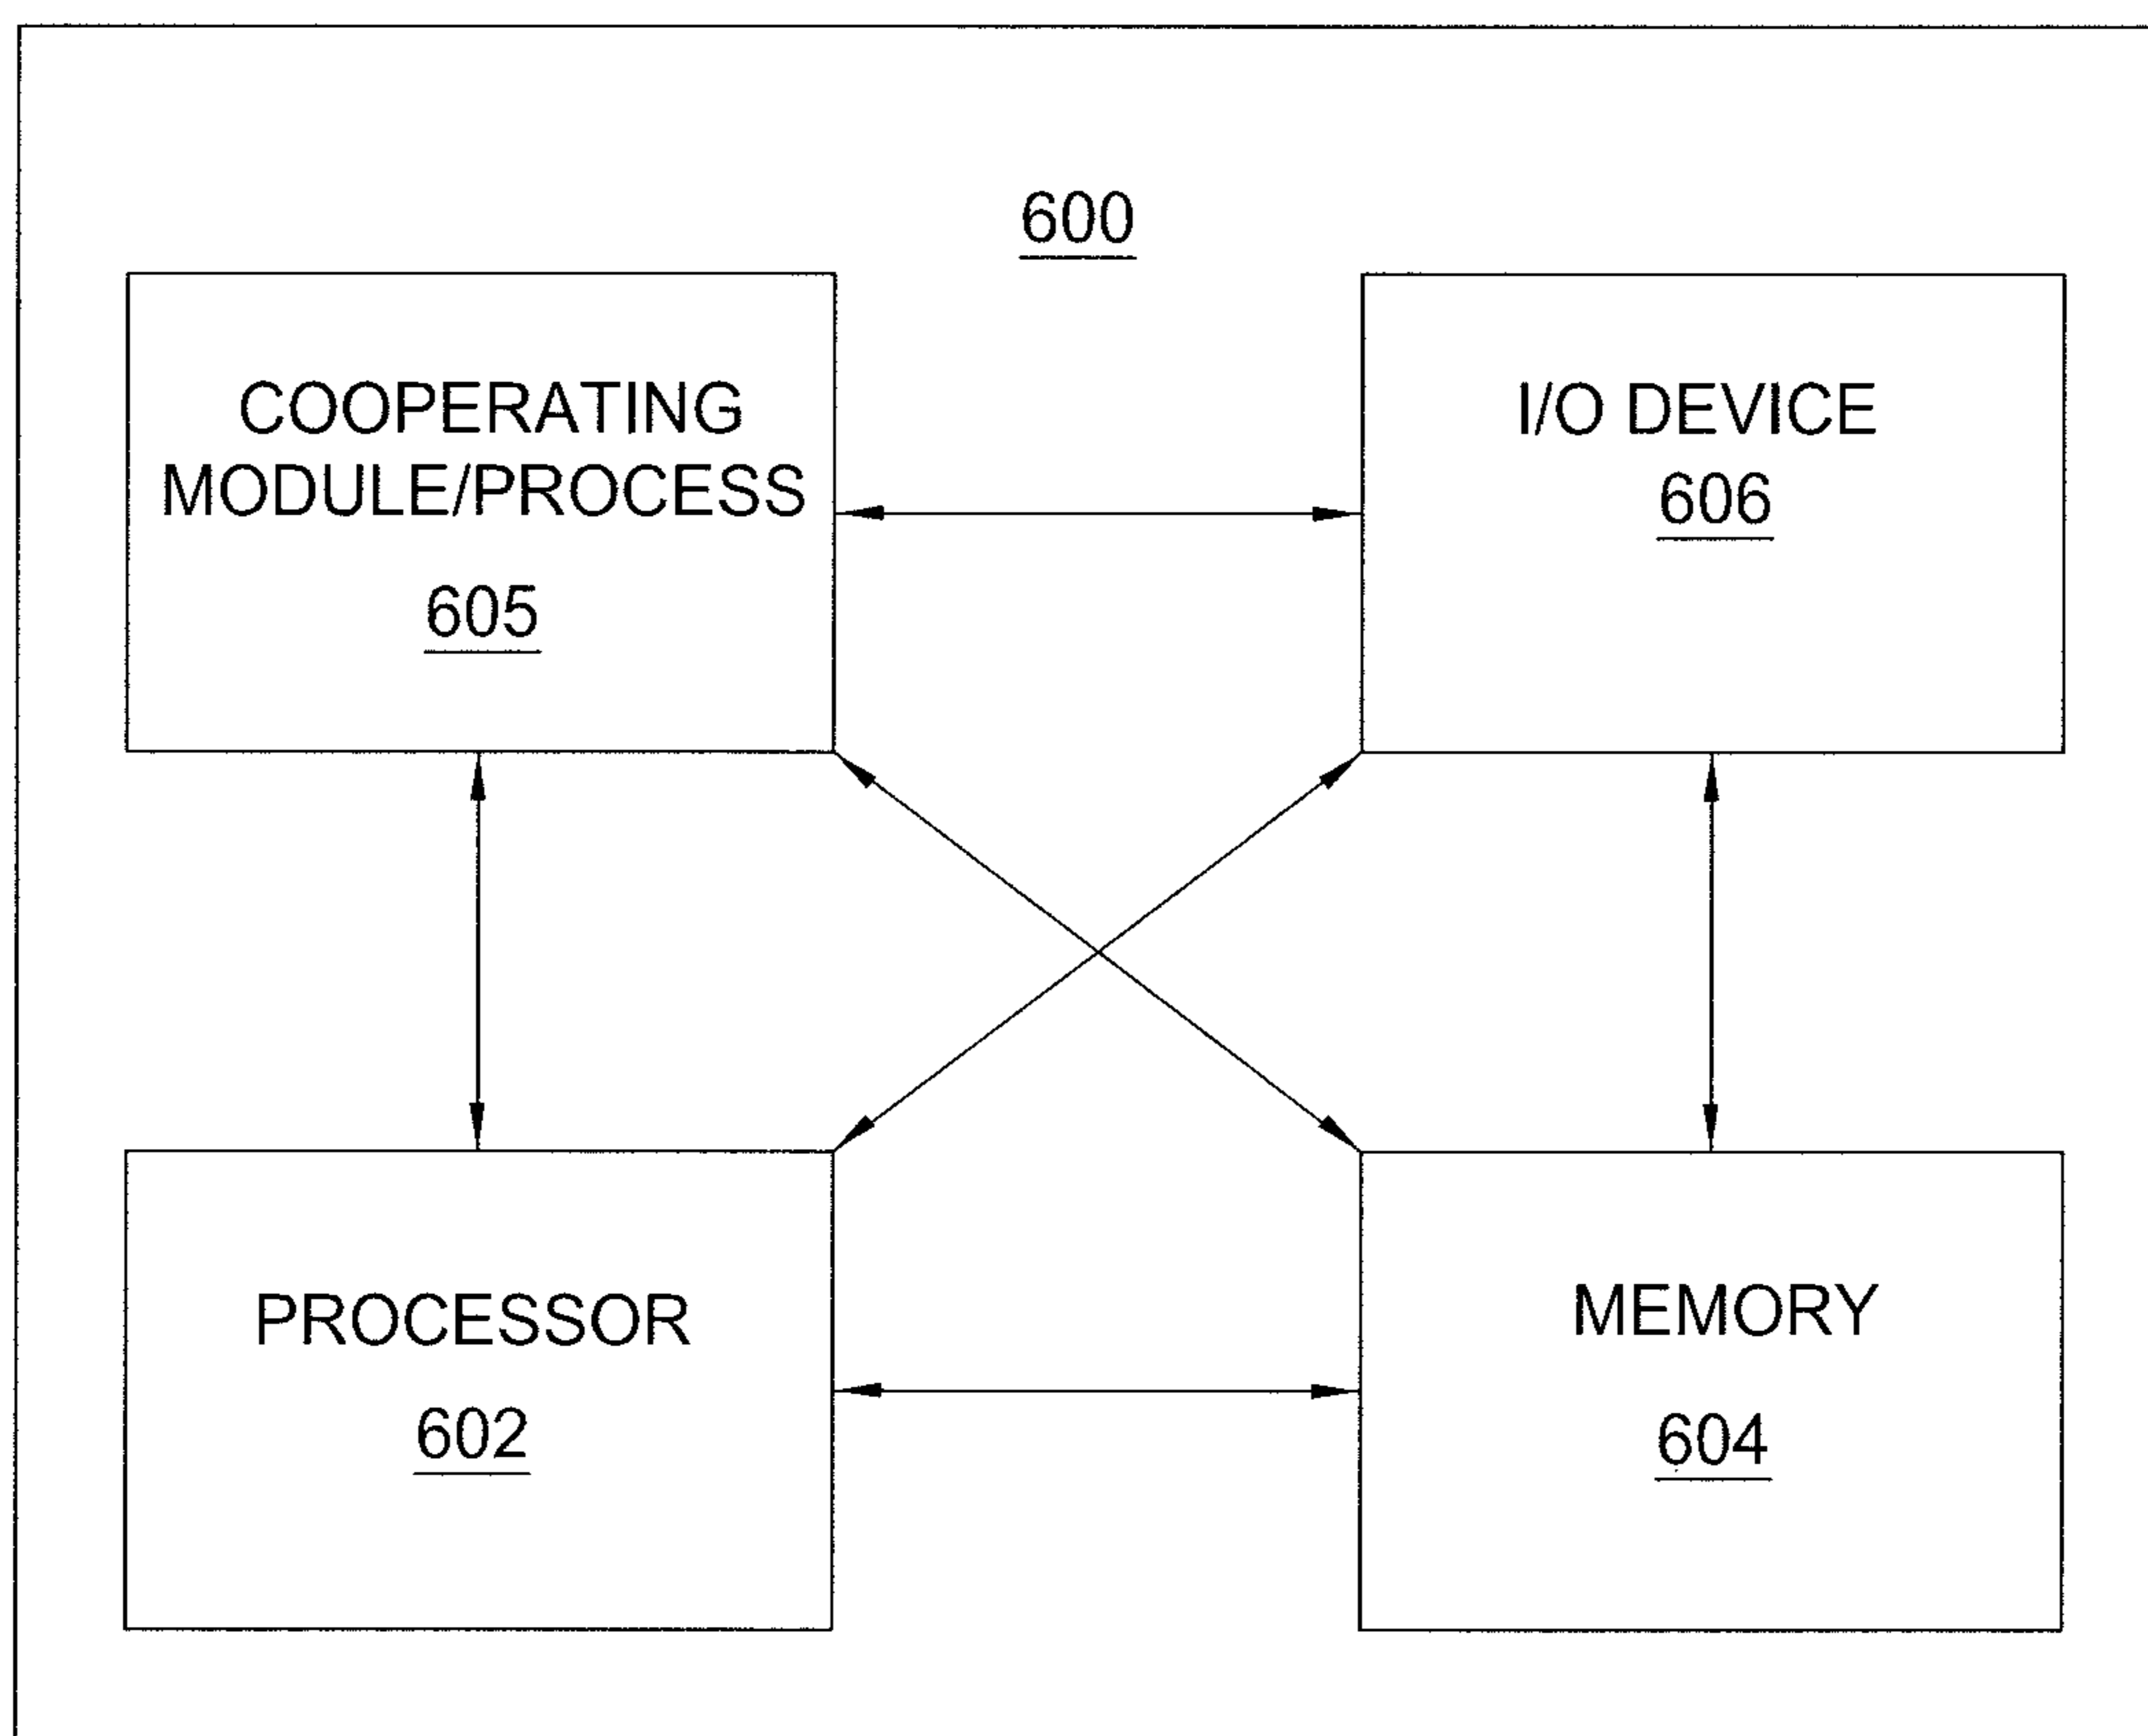 600
COOPERATING
MODULE/PROCESS
605
I/O DEVICE
606
PROCESSOR
602
MEMORY
604